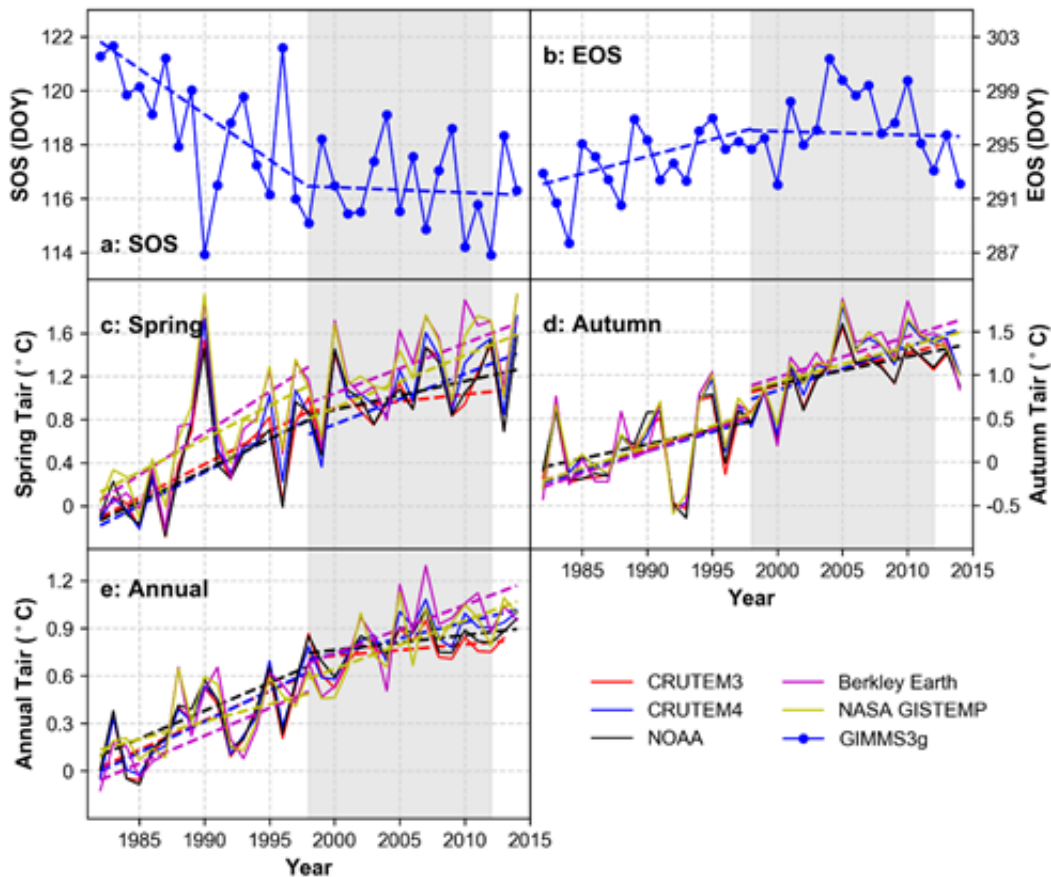 a: SOS
SOS (DOY)
122
120
118
116
114
b: EOS
EOS (DOY)
303
299
295
291
287
c: Spring
Spring Tair (°C)
1.6
1.2
0.8
0.4
0
d: Autumn
Autumn Tair (°C)
1.5
1.0
0.5
0
-0.5
1985 1990 1995 2000 2005 2010 2015
Year
e: Annual
Annual Tair (°C)
1.2
0.9
0.6
0.3
0
1985 1990 1995 2000 2005 2010 2015
Year
CRUTEM3
CRUTEM4
NOAA
Berkley Earth
NASA GISTEMP
GIMMS3g